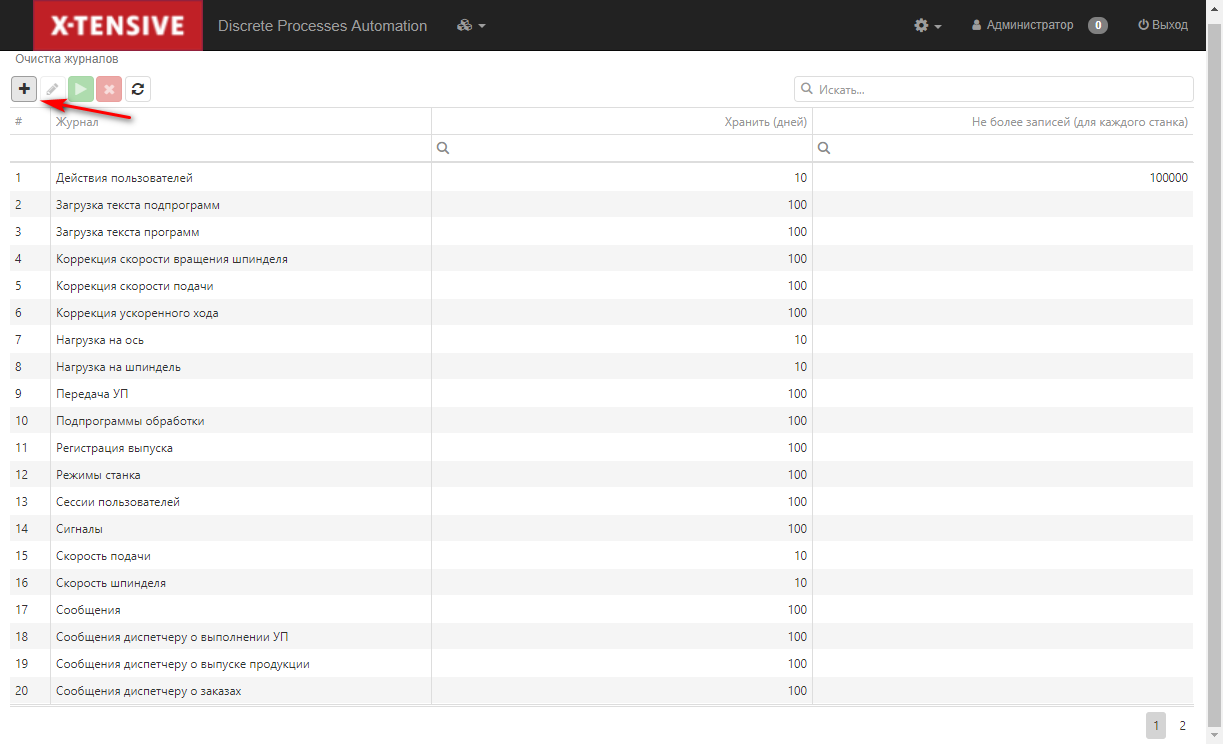 X-TENSIVE Discrete Processes Automation Администратор 0 Выход
Очистка журналов
Искать...
# Журнал Хранить (дней) Не более записей (для каждого станка)
1 Действия пользователей 10 100000
2 Загрузка текста подпрограмм 100
3 Загрузка текста программ 100
4 Коррекция скорости вращения шпинделя 100
5 Коррекция скорости подачи 100
6 Коррекция ускоренного хода 100
7 Нагрузка на ось 10
8 Нагрузка на шпиндель 10
9 Передача УП 100
10 Подпрограммы обработки 100
11 Регистрация выпуска 100
12 Режимы станка 100
13 Сессии пользователей 100
14 Сигналы 100
15 Скорость подачи 10
16 Скорость шпинделя 10
17 Сообщения 100
18 Сообщения диспетчеру о выполнении УП 100
19 Сообщения диспетчеру о выпуске продукции 100
20 Сообщения диспетчеру о заказах 100
1 2